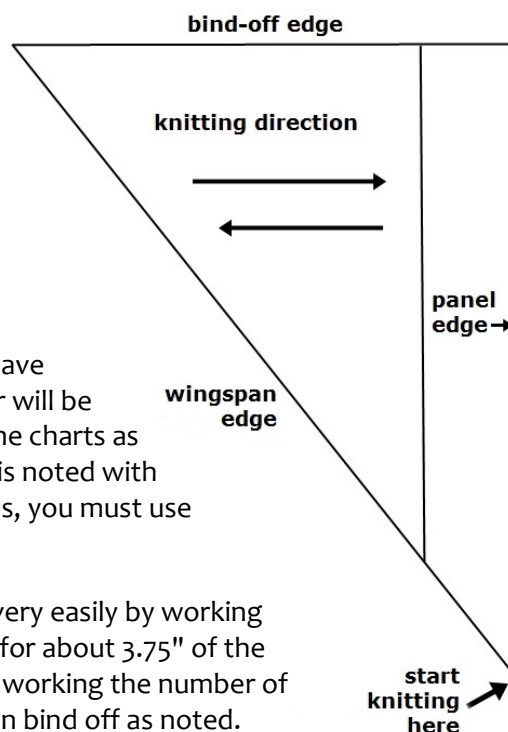 bind-off edge
knitting direction
panel
edge→
wingspan
edge
ave
r will be
ne charts as
is noted with
s, you must use
very easily by working
for about 3.75" of the
working the number of
n bind off as noted.
start
knitting
here